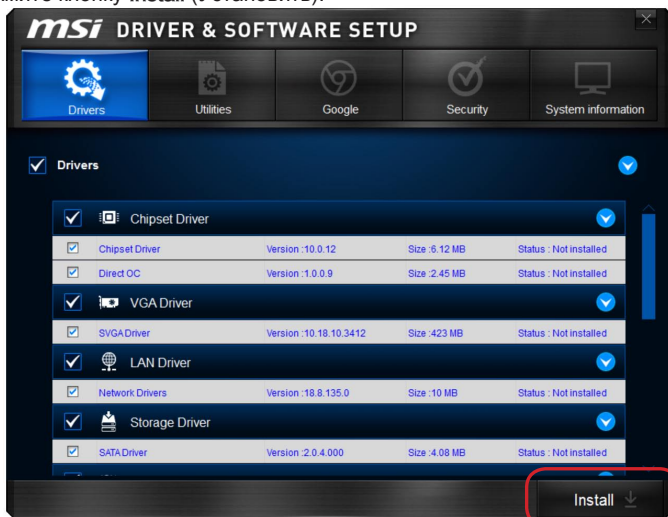 Install
msi DRIVER & SOFTWARE SETUP
Drivers Utilities Google Security System information
Drivers
Chipset Driver
Chipset Driver Version :10.0.12 Size :6.12 MB Status : Not installed
Direct OC Version :1.0.0.9 Size :2.45 MB Status : Not installed
VGA Driver
SVGA Driver Version :10.18.10.3412 Size :423 MB Status : Not installed
LAN Driver
Network Drivers Version :18.8.135.0 Size :10 MB Status : Not installed
Storage Driver
SATA Driver Version :2.0.4.000 Size :4.08 MB Status : Not installed
Install